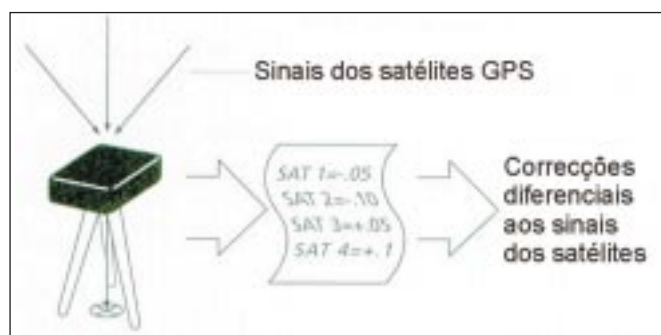 Sinais dos satélites GPS
SAT 1=-.05
SAT 2=-.10
SAT 3=+.05
SAT 4=+.1
Correcções
diferenciais
aos sinais
dos satélites